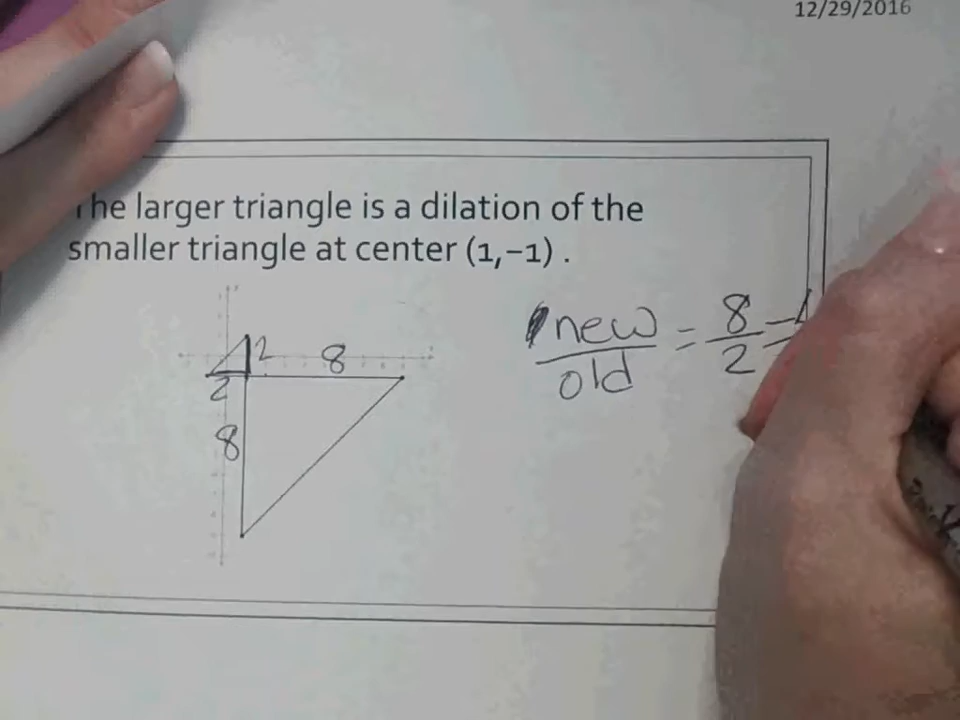 12/29/2016
The larger triangle is a dilation of the
smaller triangle at center (1,−1) .
2
8
2
8
new
old
= 8
2
=